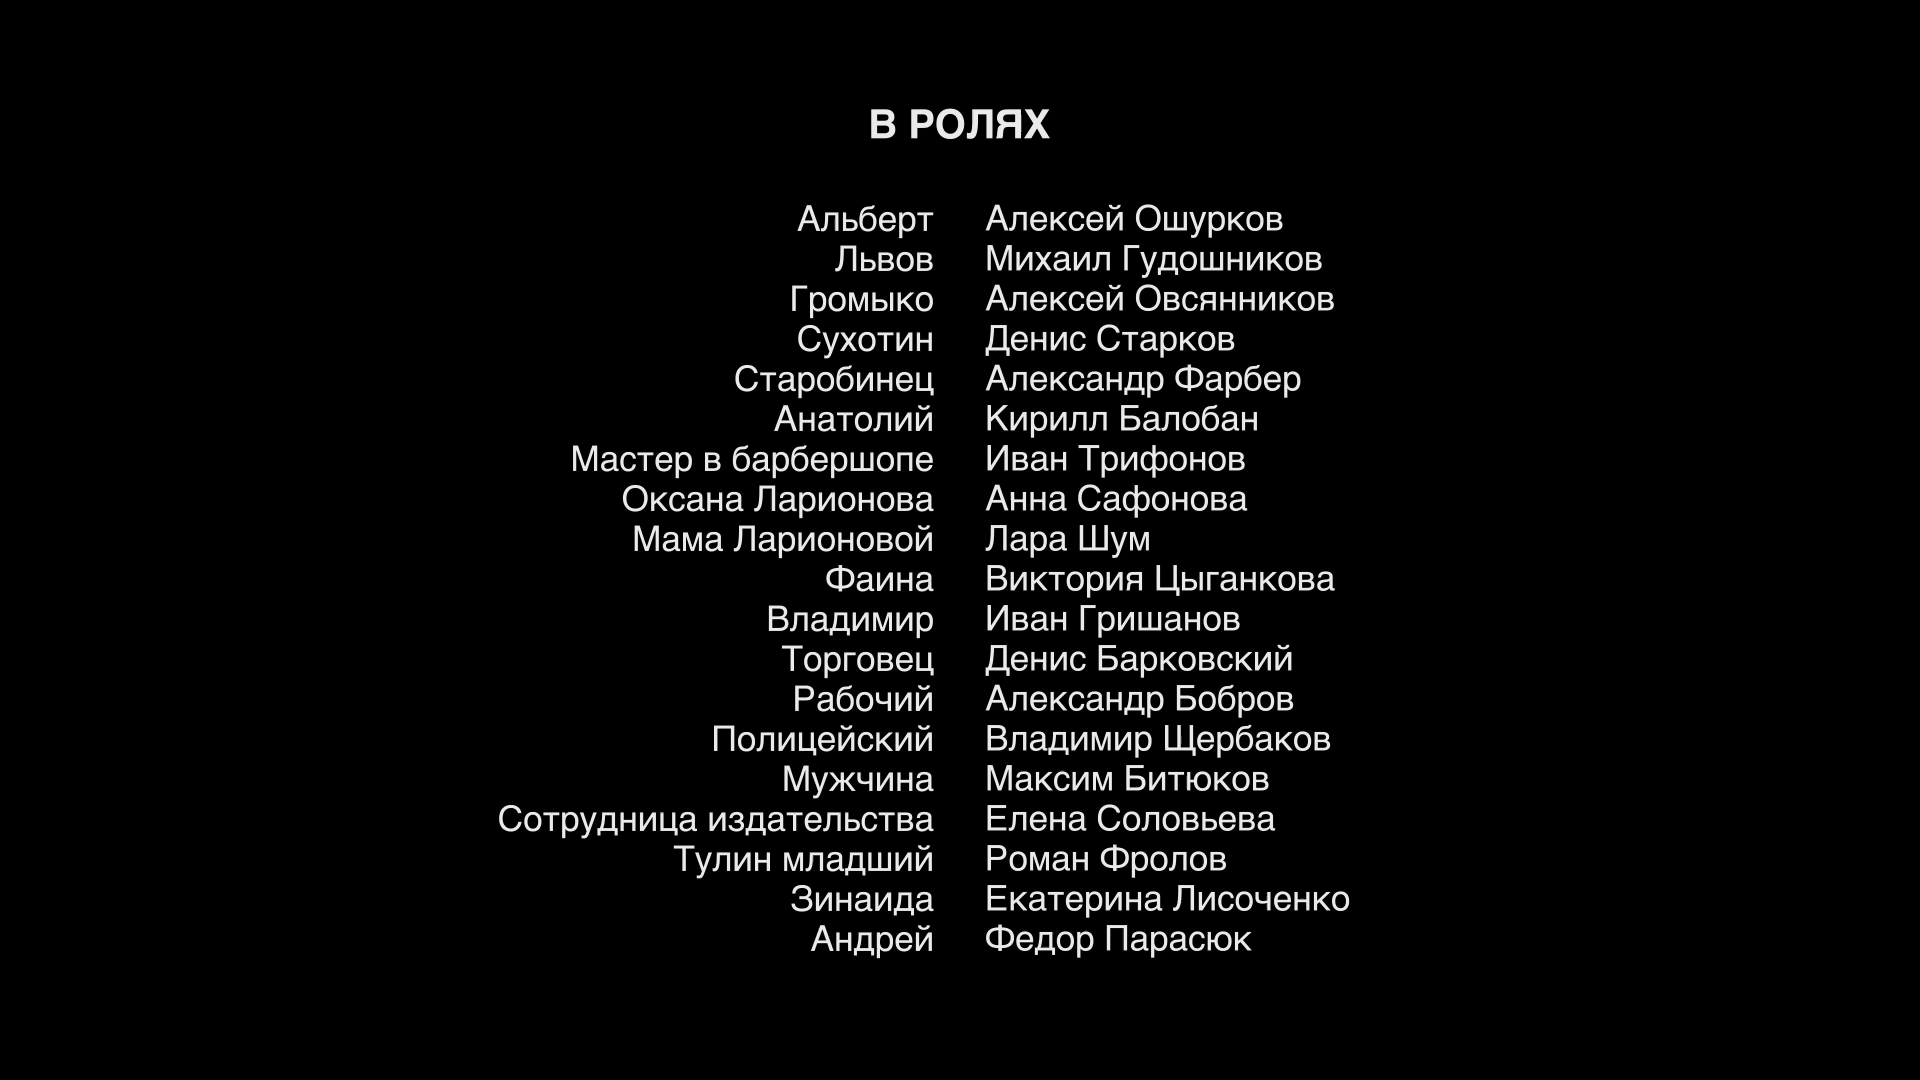 В РОЛЯХ
Альберт Алексей Ошурков
Львов Михаил Гудошников
Громыко Алексей Овсянников
Сухотин Денис Старков
Старобинец Александр Фарбер
Анатолий Кирилл Балобан
Мастер в барбершопе Иван Трифонов
Оксана Ларионова Анна Сафонова
Мама Ларионовой Лара Шум
Фаина Виктория Цыганкова
Владимир Иван Гришанов
Торговец Денис Барковский
Рабочий Александр Бобров
Полицейский Владимир Щербаков
Мужчина Максим Битюков
Сотрудница издательства Елена Соловьева
Тулин младший Роман Фролов
Зинаида Екатерина Лисоченко
Андрей Федор Парасюк